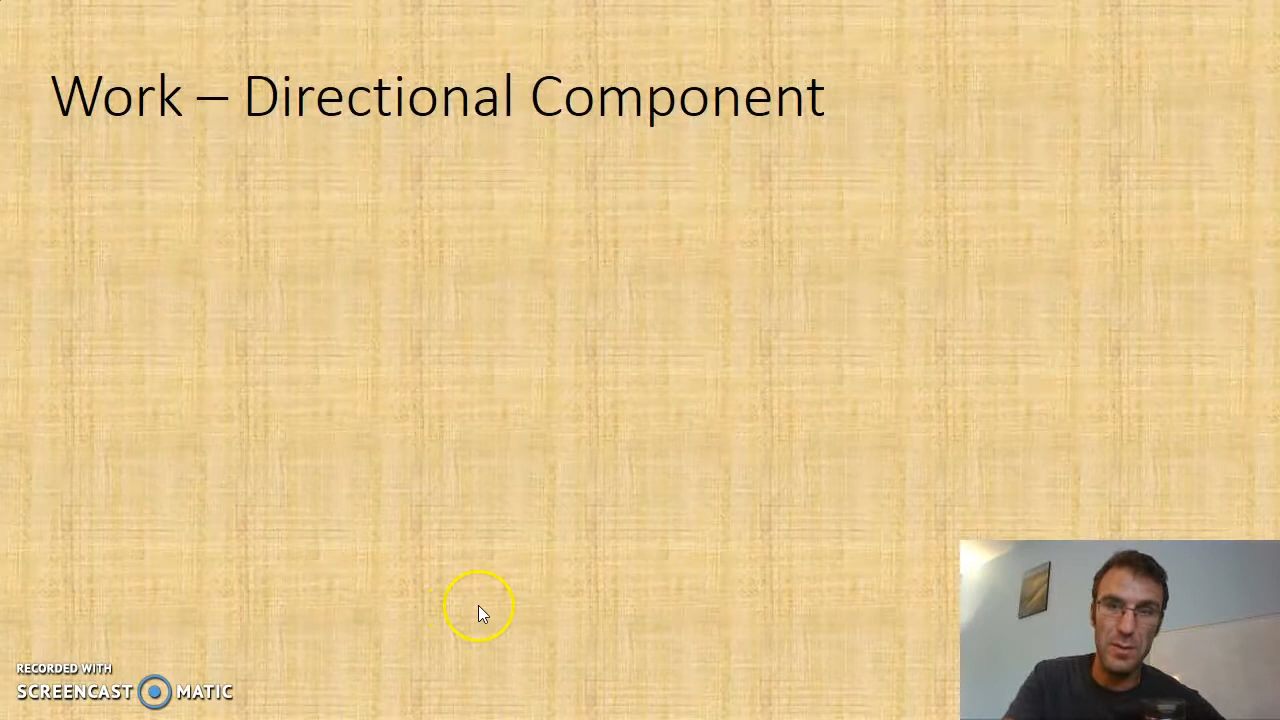 Work – Directional Component
RECORDED WITH
SCREENCAST MATIC